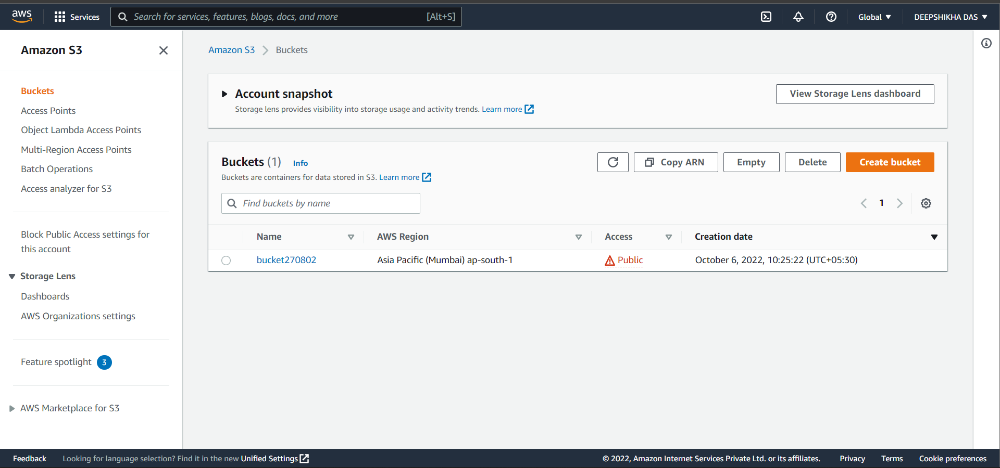 aws
Services
Search for services, features, blogs, docs, and more [Alt+S]
Global
DEEPSHIKHA DAS
Amazon S3
Buckets
Access Points
Object Lambda Access Points
Multi-Region Access Points
Batch Operations
Access analyzer for S3
Block Public Access settings for
this account
Storage Lens
Dashboards
AWS Organizations settings
Feature spotlight 3
AWS Marketplace for S3
Amazon S3 > Buckets
Account snapshot
Storage lens provides visibility into storage usage and activity trends. Learn more
View Storage Lens dashboard
Buckets (1) Info
Buckets are containers for data stored in S3. Learn more
Copy ARN
Empty
Delete
Create bucket
Find buckets by name
1
Name AWS Region Access Creation date
bucket270802 Asia Pacific (Mumbai) ap-south-1 Public October 6, 2022, 10:25:22 (UTC+05:30)
Feedback Looking for language selection? Find it in the new Unified Settings © 2022, Amazon Internet Services Private Ltd. or its affiliates. Privacy Terms Cookie preferences